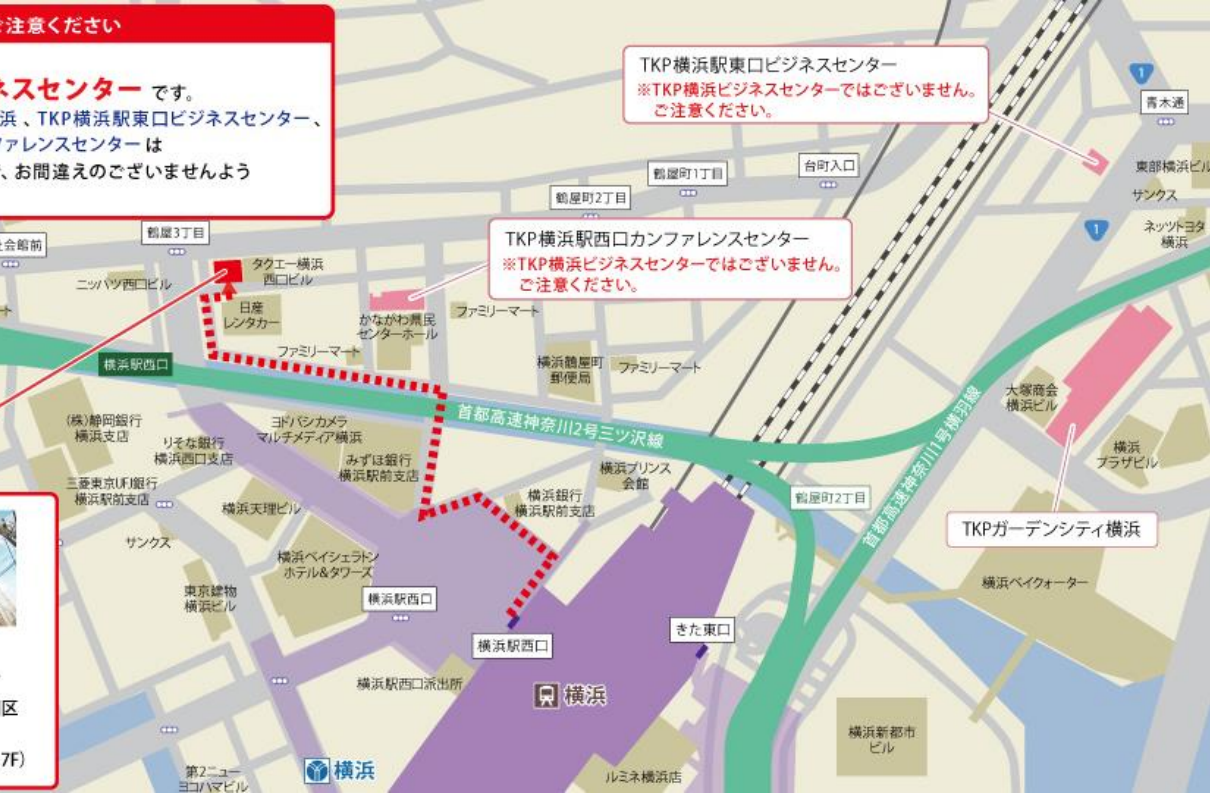 ご注意ください
ネスセンター です。
浜 、TKP横浜駅東口ビジネスセンター、
ファレンスセンター は
、お間違えのございませんよう
TKP横浜駅東口ビジネスセンター
※TKP横浜ビジネスセンターではございません。
ご注意ください。
青木通
東部横浜ビル
サンクス
ネッツトヨタ
横浜
台町入口
鶴屋町1丁目
鶴屋町2丁目
TKP横浜駅西口カンファレンスセンター
※TKP横浜ビジネスセンターではございません。
ご注意ください。
1
1
会館前
鶴屋3丁目
ニッパツ西口ビル
タクエー横浜
西口ビル
日産
レンタカー
かながわ県民
センターホール
ファミリーマート
ファミリーマート
横浜鶴屋町
郵便局
ファミリーマート
ート
横浜駅西口
首都高速神奈川2号三ツ沢線
首都高速神奈川1号横羽線
大塚商会
横浜ビル
横浜
プラザビル
TKPガーデンシティ横浜
(株)静岡銀行
横浜支店
りそな銀行
横浜西口支店
ヨドバシカメラ
マルチメディア横浜
みずほ銀行
横浜駅前支店
三菱東京UFJ銀行
横浜駅前支店
横浜天理ビル
サンクス
横浜銀行
横浜駅前支店
横浜プリンス
会館
鶴屋町2丁目
横浜ベイクォーター
横浜ベイシェラトン
ホテル&タワーズ
東京建物
横浜ビル
横浜駅西口
横浜駅西口
きた東口
横浜駅西口派出所
横浜
横浜新都市
ビル
ルミネ横浜店
区
7F)
第2ニュー
ヨコハマビル
横浜